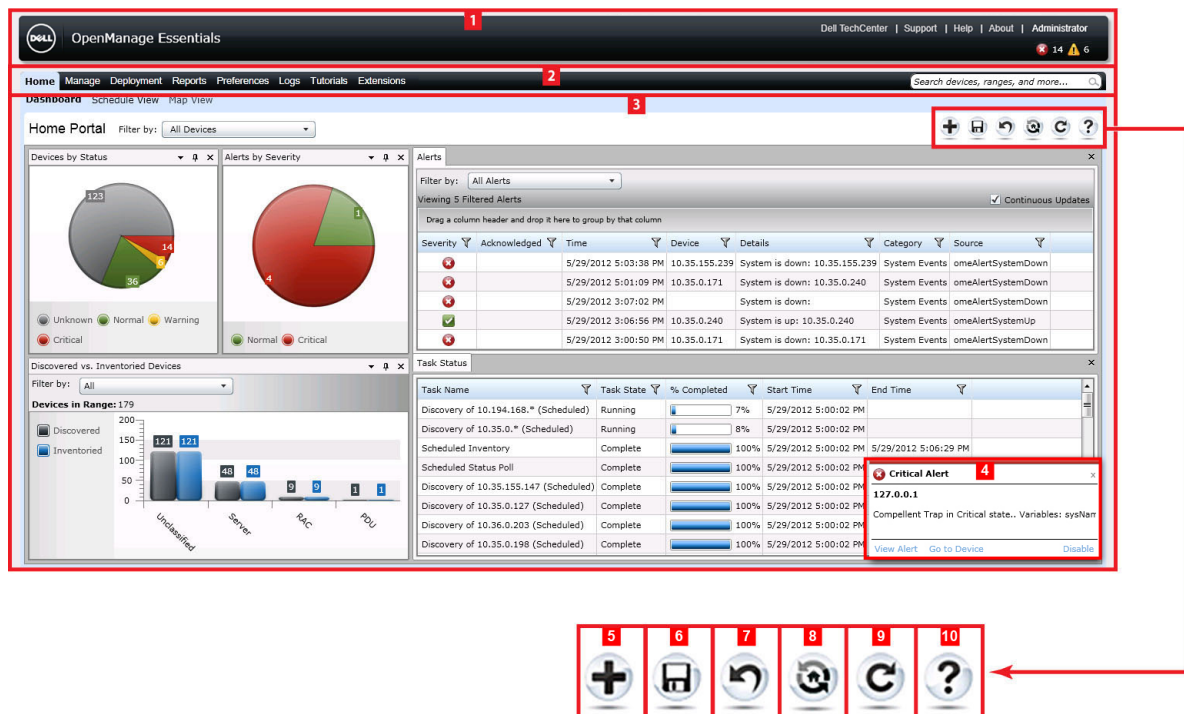 1
DELL
OpenManage Essentials
Dell TechCenter | Support | Help | About | Administrator
14 6
Home Manage Deployment Reports Preferences Logs Tutorials Extensions
2
Search devices, ranges, and more...
Dashboard Schedule View Map View
3
Home Portal Filter by: All Devices
Devices by Status
123
14
6
36
Unknown Normal Warning
Critical
Alerts by Severity
1
4
Normal Critical
Alerts
Filter by: All Alerts
Viewing 5 Filtered Alerts
Continuous Updates
Drag a column header and drop it here to group by that column
Severity Acknowledged Time Device Details Category Source
5/29/2012 5:03:38 PM 10.35.155.239 System is down: 10.35.155.239 System Events omeAlertSystemDown
5/29/2012 5:01:09 PM 10.35.0.171 System is down: 10.35.0.240 System Events omeAlertSystemDown
5/29/2012 3:07:02 PM System is down: System Events omeAlertSystemDown
5/29/2012 3:06:56 PM 10.35.0.240 System is up: 10.35.0.240 System Events omeAlertSystemUp
5/29/2012 3:00:50 PM 10.35.0.171 System is down: 10.35.0.171 System Events omeAlertSystemDown
Discovered vs. Inventoried Devices
Filter by: All
Devices in Range: 179
Discovered
Inventoried
200
150
100
50
0
121 121
48 48
9 9
1 1
Unclassified
Server
RAC
PDU
Task Status
Task Name Task State % Completed Start Time End Time
Discovery of 10.194.168.* (Scheduled) Running 7% 5/29/2012 5:00:02 PM
Discovery of 10.35.0.* (Scheduled) Running 8% 5/29/2012 5:00:02 PM
Scheduled Inventory Complete 100% 5/29/2012 5:00:02 PM 5/29/2012 5:06:29 PM
Scheduled Status Poll Complete 100% 5/29/2012 5:00:02 PM
Discovery of 10.35.155.147 (Scheduled) Complete 100% 5/29/2012 5:00:02 PM
Discovery of 10.35.0.127 (Scheduled) Complete 100% 5/29/2012 5:00:02 PM
Discovery of 10.36.0.203 (Scheduled) Complete 100% 5/29/2012 5:00:02 PM
Discovery of 10.35.0.198 (Scheduled) Complete 100% 5/29/2012 5:00:02 PM
Critical Alert
4
127.0.0.1
Compellent Trap in Critical state.. Variables: sysNam
View Alert Go to Device Disable
5 6 7 8 9 10